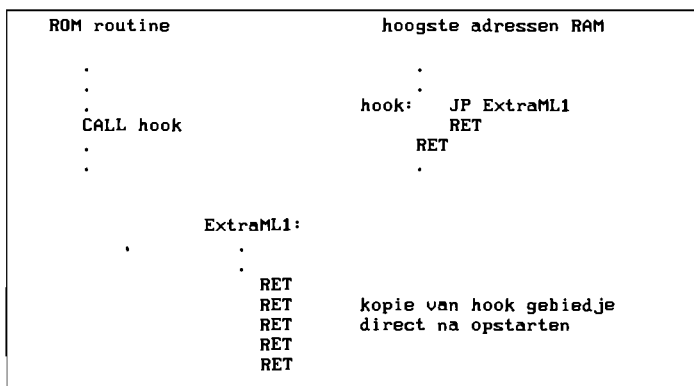 ROM routine hoogste adressen RAM
. .
. .
. hook: JP ExtraML1
CALL hook RET
. RET
. .
ExtraML1:
. .
.
RET
RET kopie van hook gebiedje
RET direct na opstarten
RET
RET